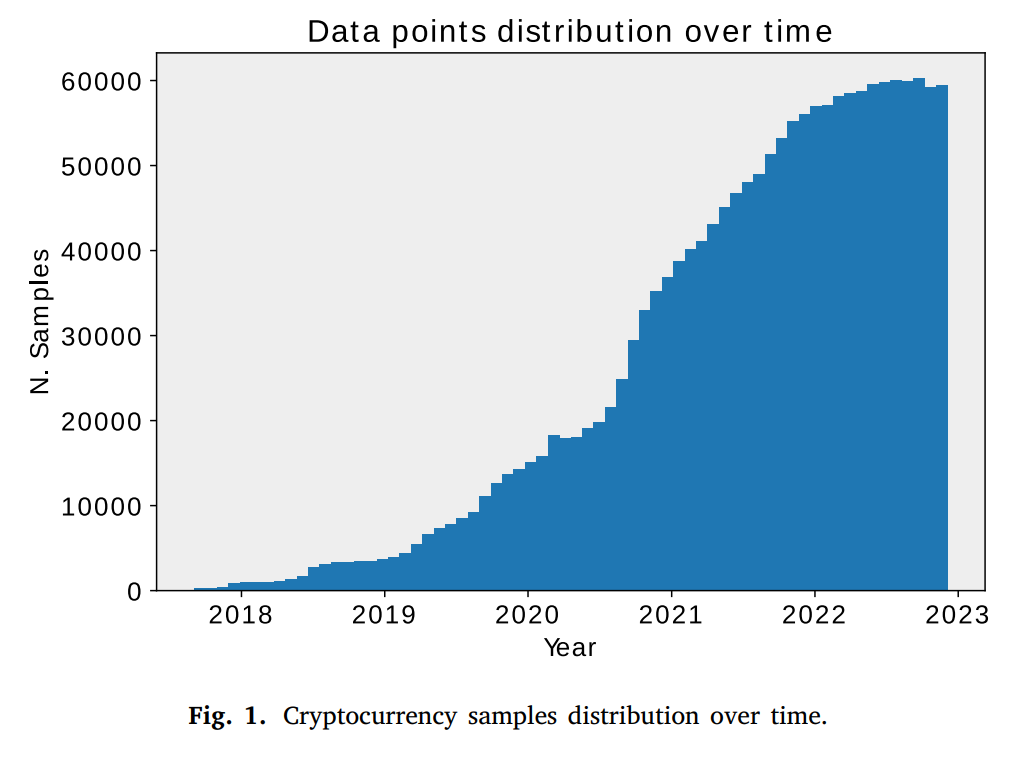 Data points distribution over time
60000
50000
40000
30000
20000
10000
0
N. Samples
2018 2019 2020 2021 2022 2023
Year
Fig. 1. Cryptocurrency samples distribution over time.